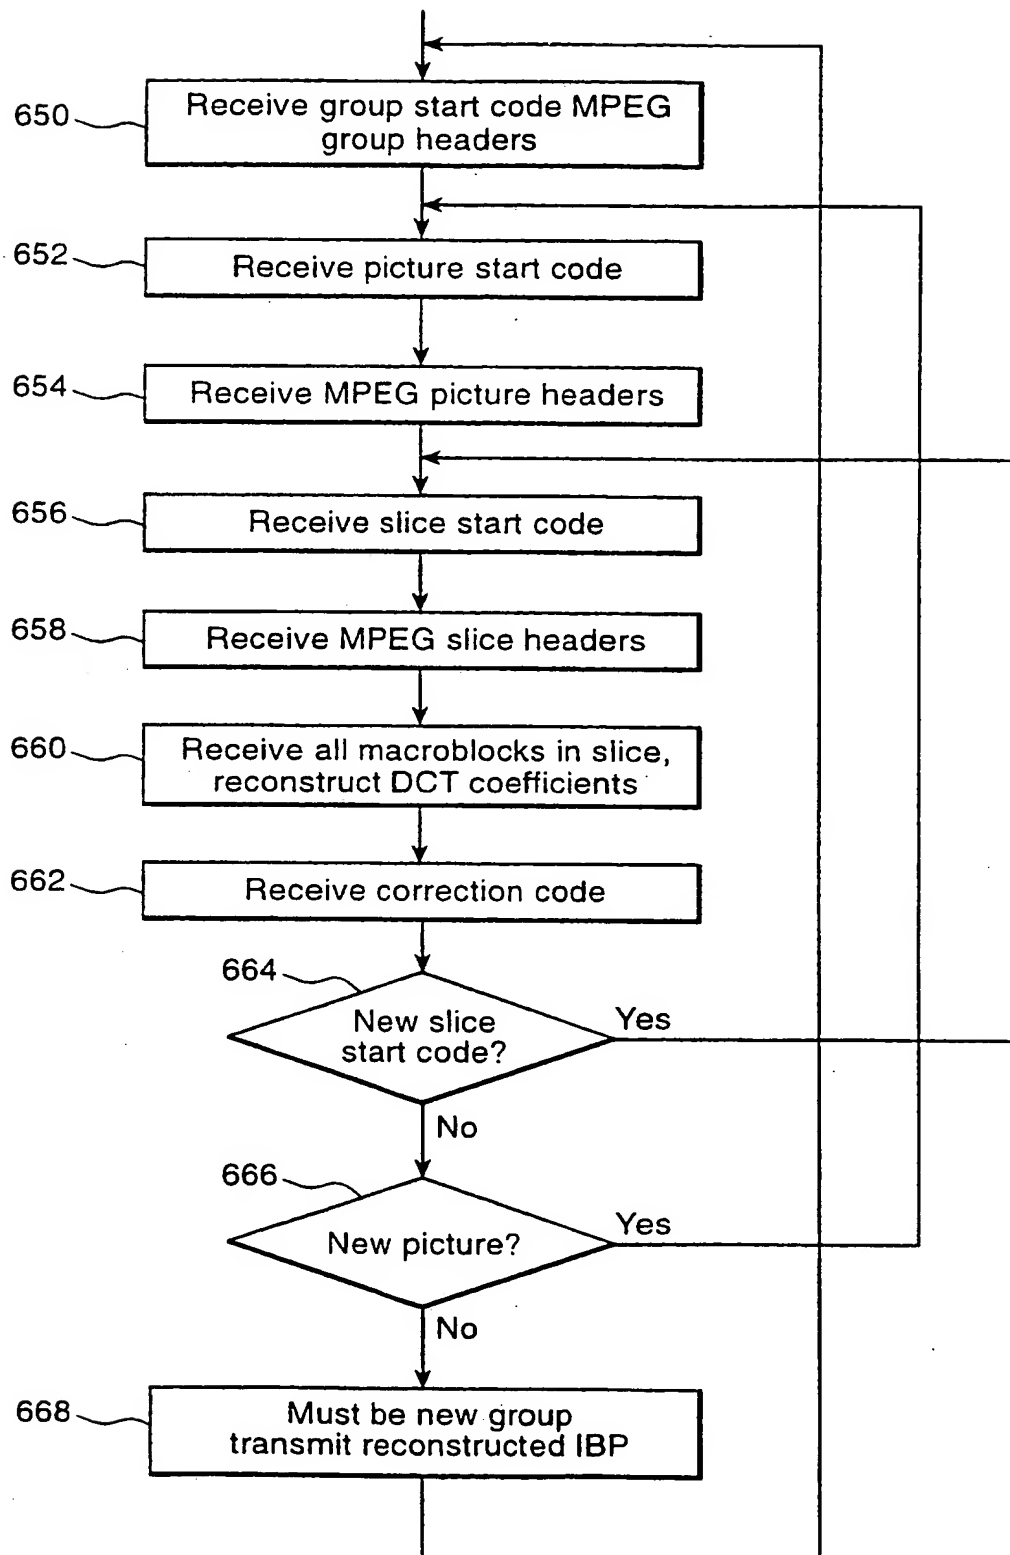 650
Receive group start code MPEG
group headers
652
Receive picture start code
654
Receive MPEG picture headers
656
Receive slice start code
658
Receive MPEG slice headers
660
Receive all macroblocks in slice,
reconstruct DCT coefficients
662
Receive correction code
664
New slice
start code?
Yes
No
666
New picture?
Yes
No
668
Must be new group
transmit reconstructed IBP